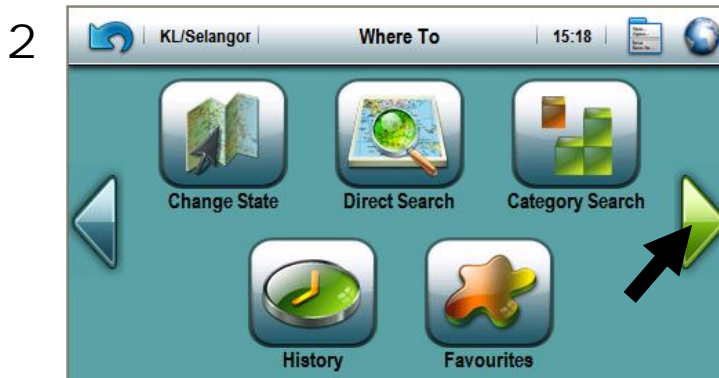 2
KL/Selangor
Where To
15:18
Change State
Direct Search
Category Search
History
Favourites